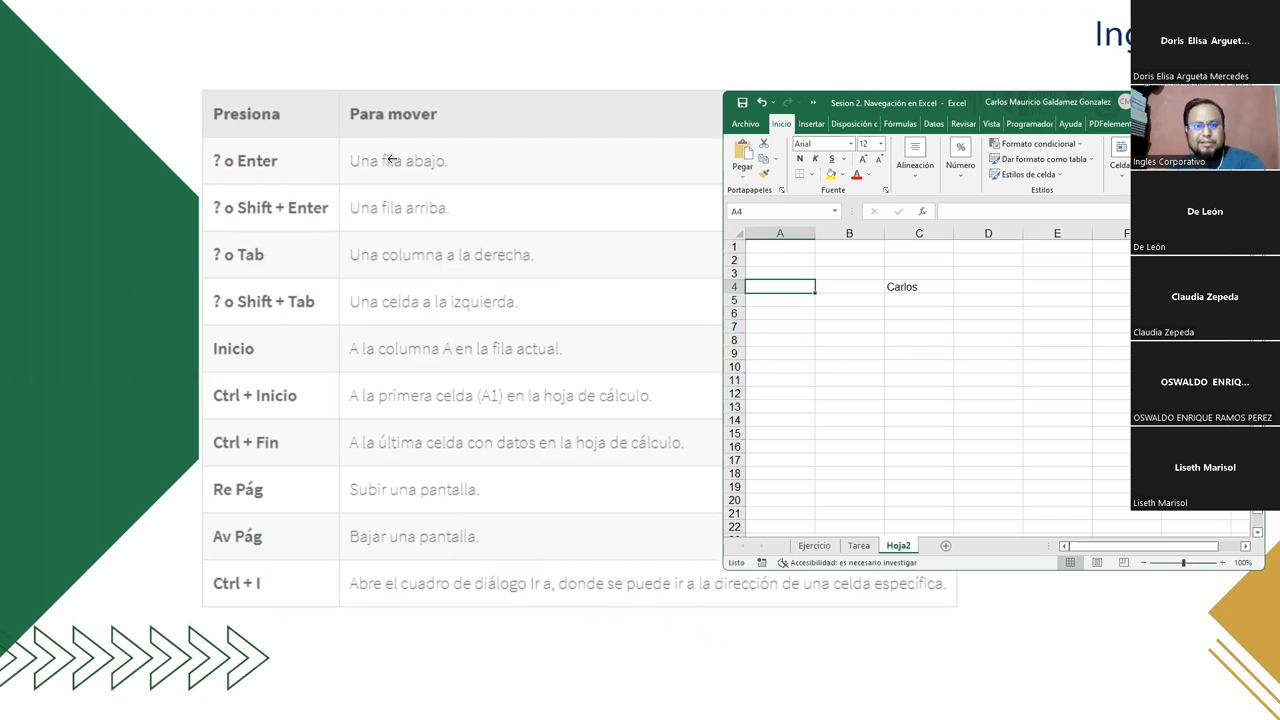 Ing
Presiona Para mover
? o Enter Una fila abajo.
? o Shift + Enter Una fila arriba.
? o Tab Una columna a la derecha.
? o Shift + Tab Una celda a la izquierda.
Inicio A la columna A en la fila actual.
Ctrl + Inicio A la primera celda (A1) en la hoja de cálculo.
Ctrl + Fin A la última celda con datos en la hoja de cálculo.
Re Pág Subir una pantalla.
Av Pág Bajar una pantalla.
Ctrl + I Abre el cuadro de diálogo Ir a, donde se puede ir a la dirección de una celda específica.
Sesion 2. Navegación en Excel - Excel Carlos Mauricio Galdamez Gonzalez CM
Archivo Inicio Insertar Disposición c Fórmulas Datos Revisar Vista Programador Ayuda PDFelement
Pegar
Portapapeles
Arial 12
N K S
Fuente
Alineación
%
Número
Formato condicional
Dar formato como tabla
Estilos de celda
Estilos
Celda
A4
A B C D E F
1
2
3
4 Carlos
5
6
7
8
9
10
11
12
13
14
15
16
17
18
19
20
21
22
Ejercicio Tarea Hoja2
Listo Accesibilidad: es necesario investigar 100%
Doris Elisa Arguet...
Doris Elisa Argueta Mercedes
Ingles Corporativo
De León
De León
Claudia Zepeda
Claudia Zepeda
OSWALDO ENRIQ...
OSWALDO ENRIQUE RAMOS PEREZ
Liseth Marisol
Liseth Marisol